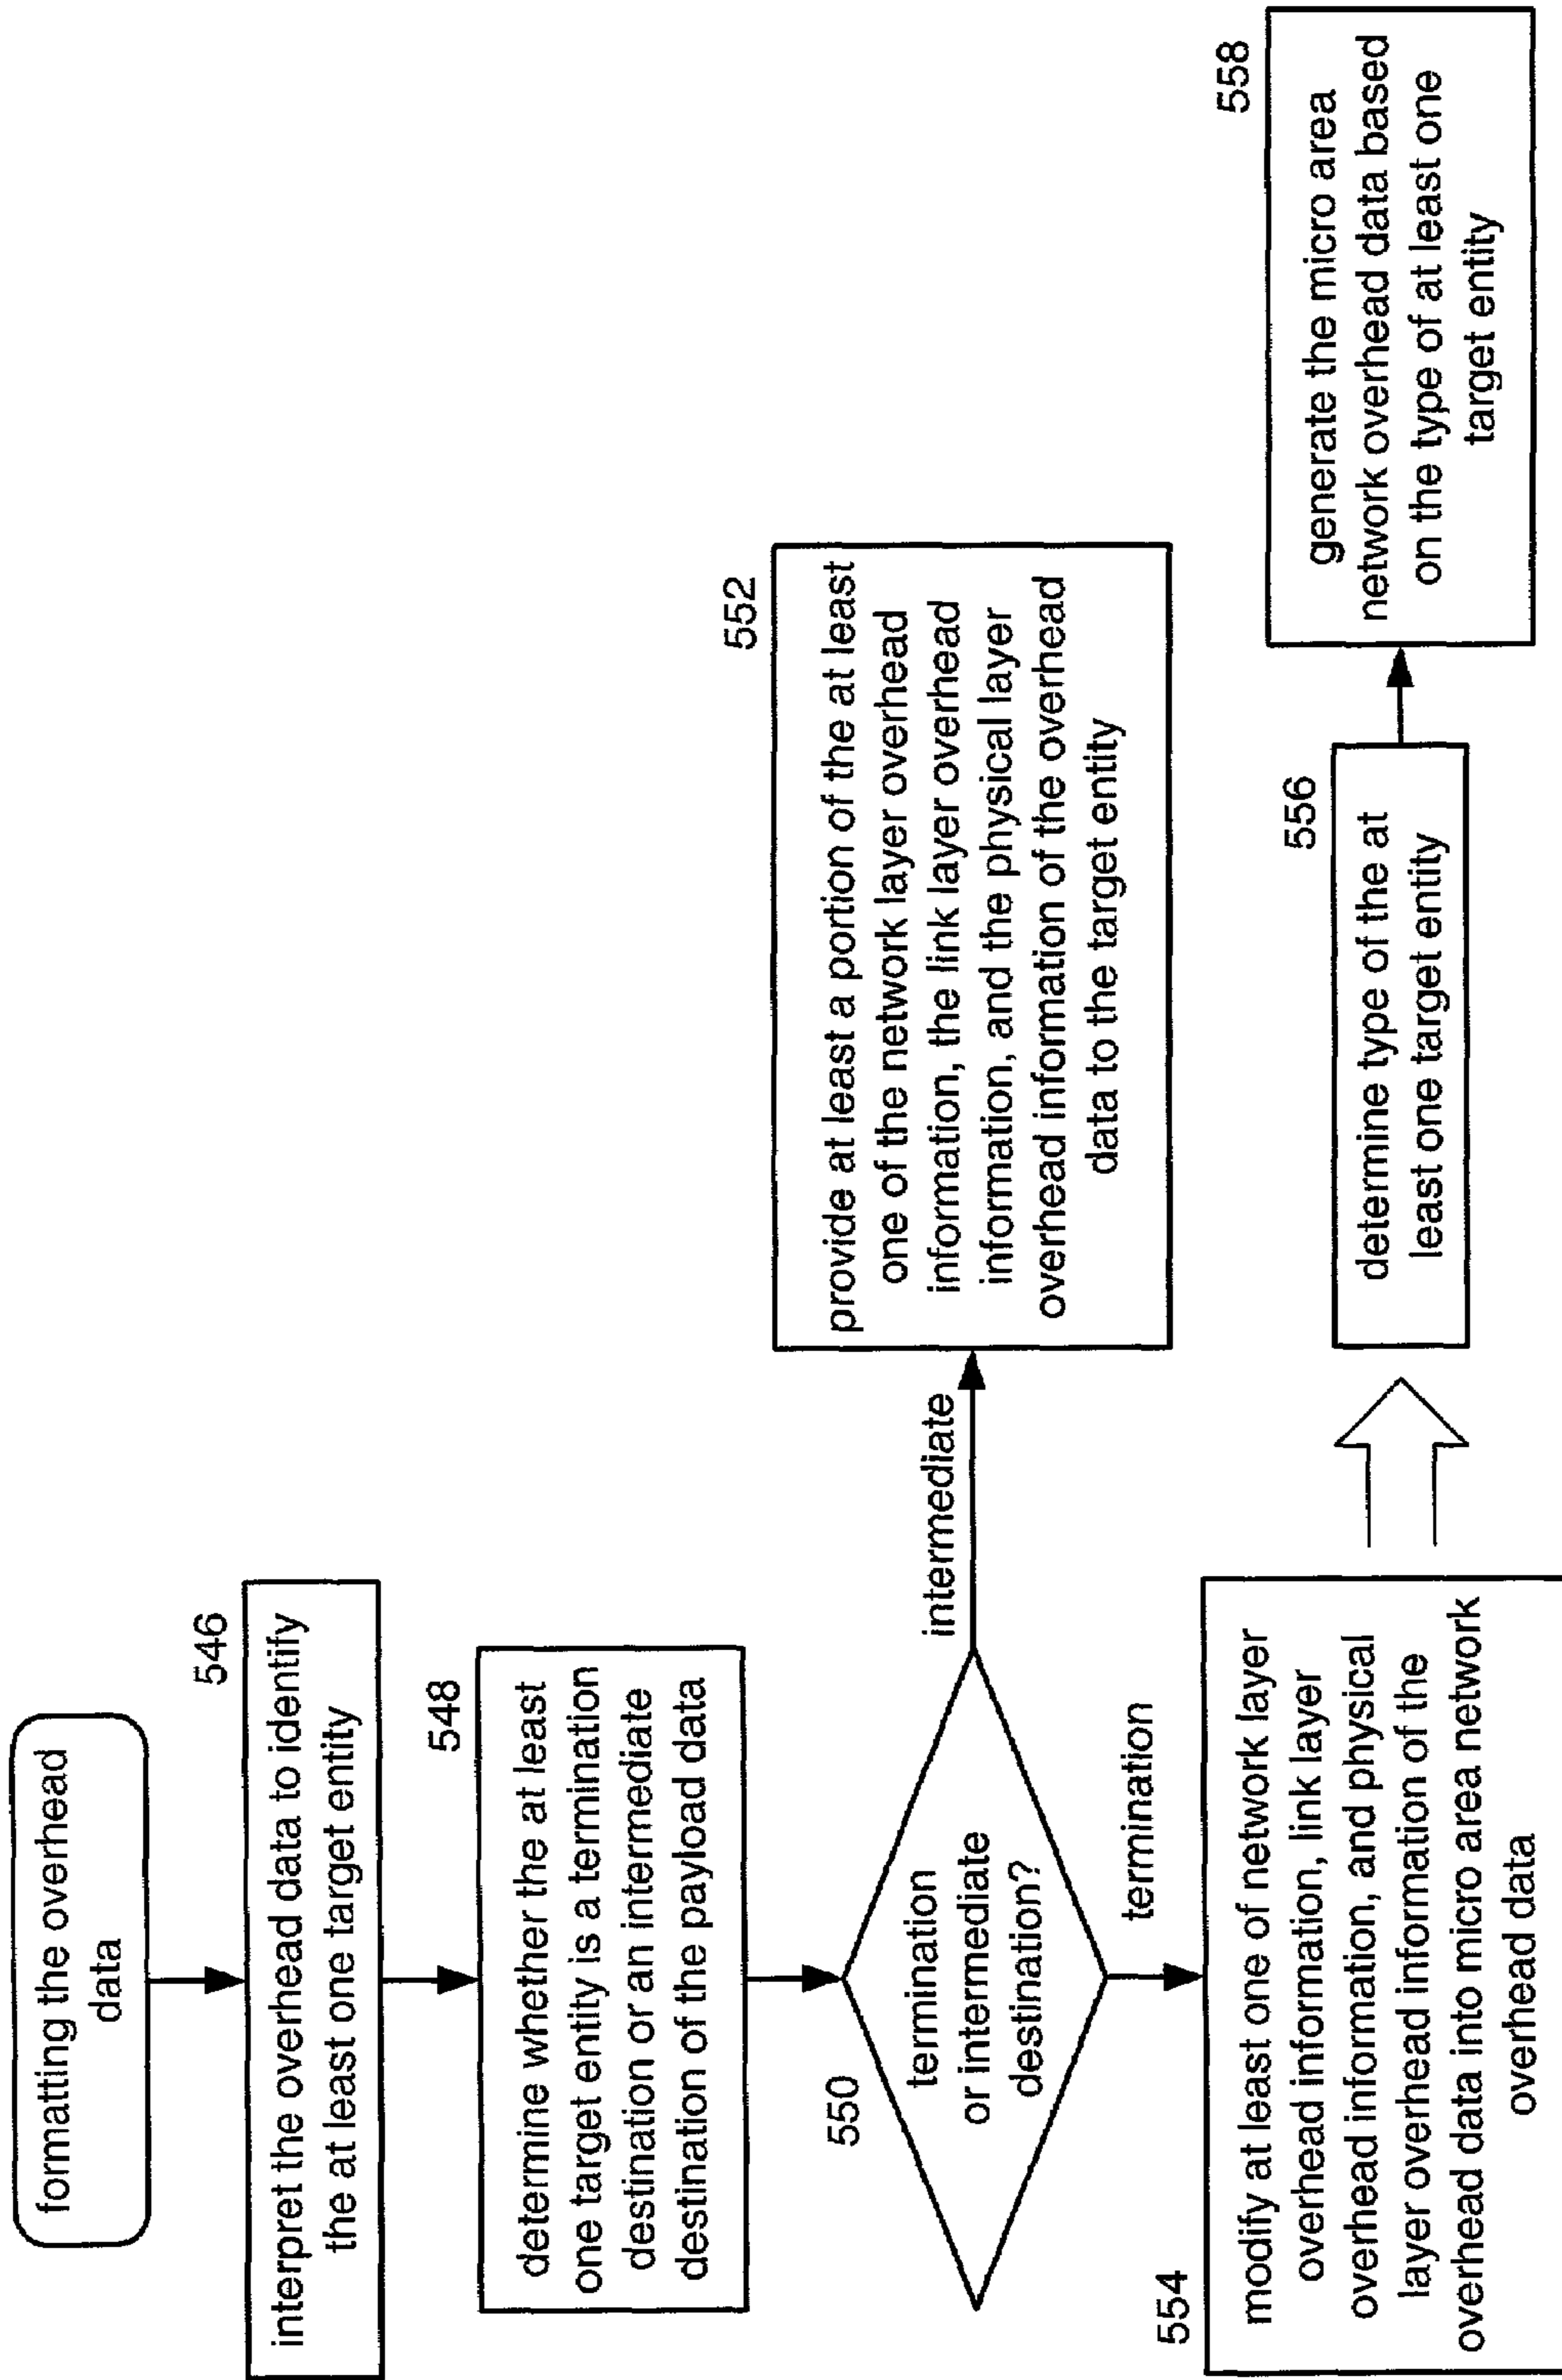 formatting the overhead
data
546
interpret the overhead data to identify
the at least one target entity
548
determine whether the at least
one target entity is a termination
destination or an intermediate
destination of the payload data
550
termination
or intermediate
destination?
intermediate
552
provide at least a portion of the at least
one of the network layer overhead
information, the link layer overhead
information, and the physical layer
overhead information of the overhead
data to the target entity
termination
554
modify at least one of network layer
overhead information, link layer
overhead information, and physical
layer overhead information of the
overhead data into micro area network
overhead data
556
determine type of the at
least one target entity
558
generate the micro area
network overhead data based
on the type of at least one
target entity